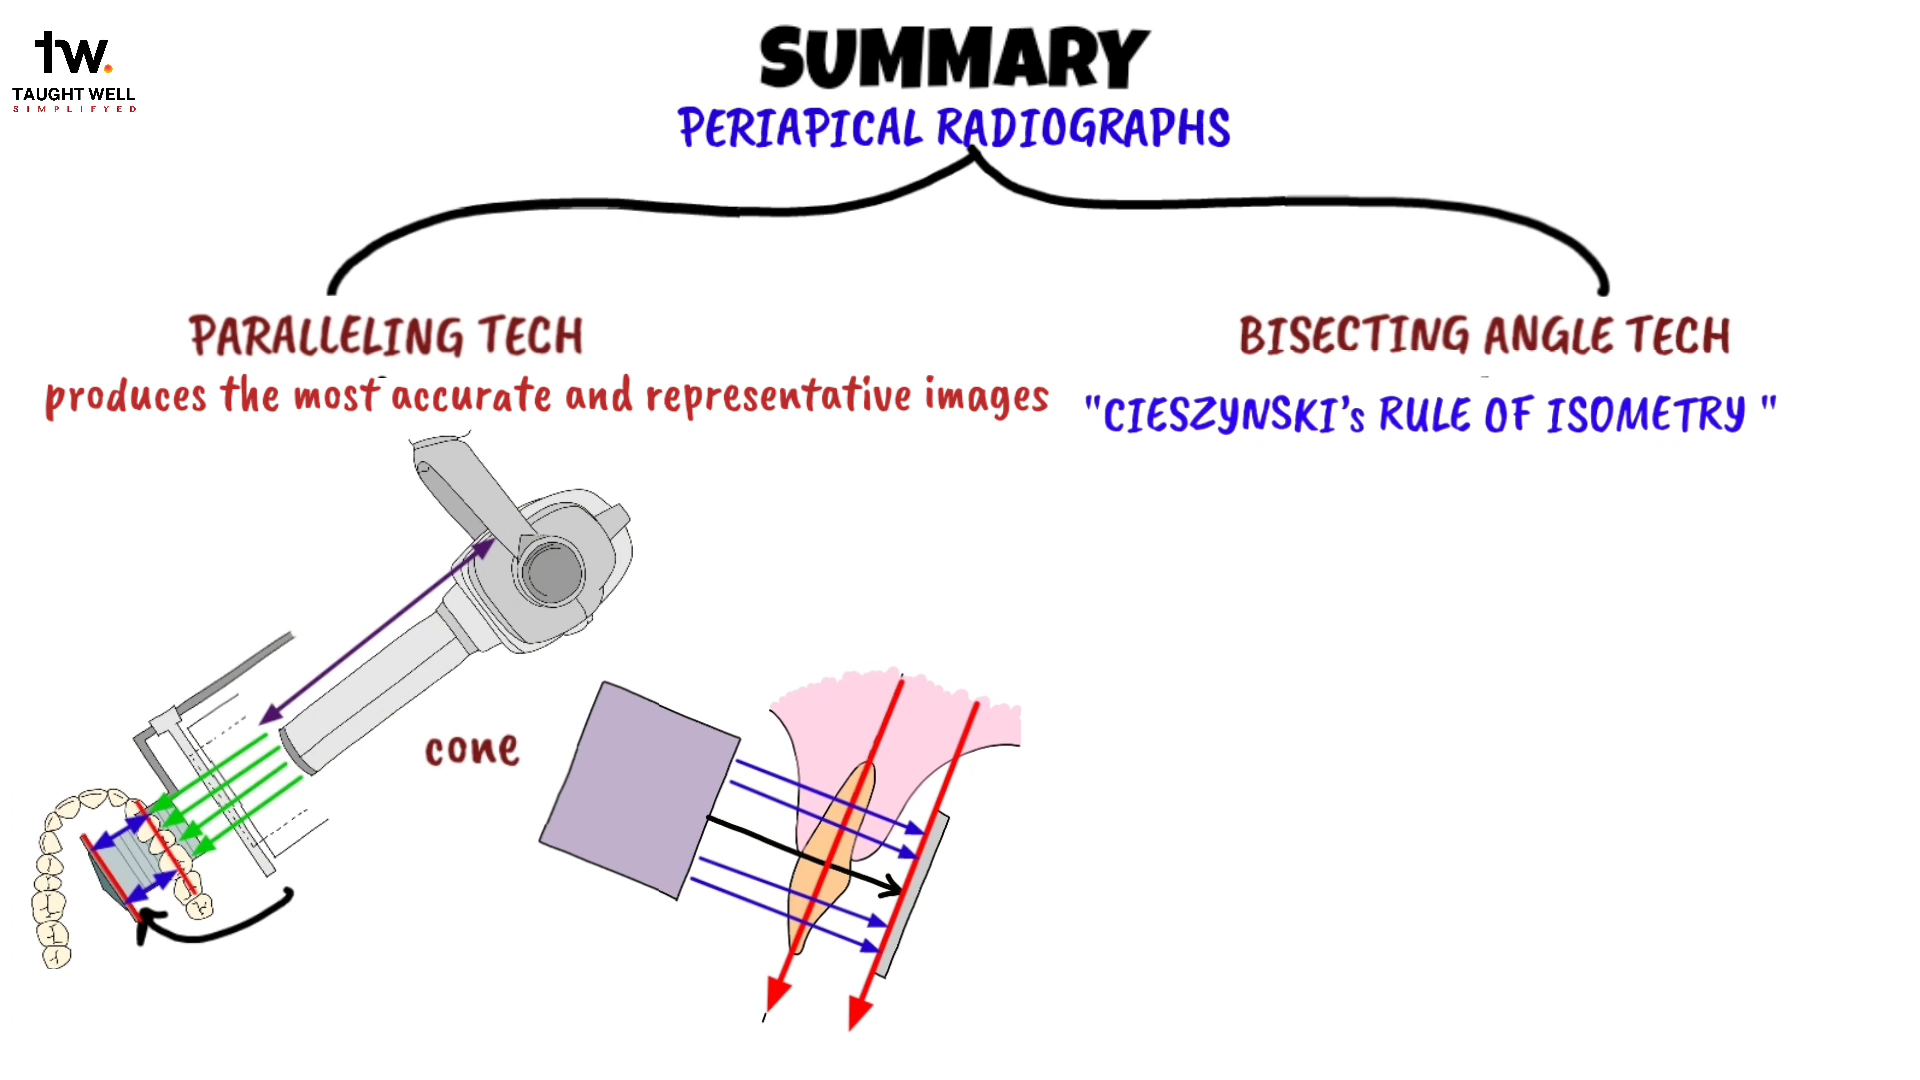 tw.
TAUGHT WELL
SIMPLIFYED
SUMMARY
PERIAPICAL RADIOGRAPHS
PARALLELING TECH
produces the most accurate and representative images
BISECTING ANGLE TECH
"CIESZYNSKI's RULE OF ISOMETRY "
cone